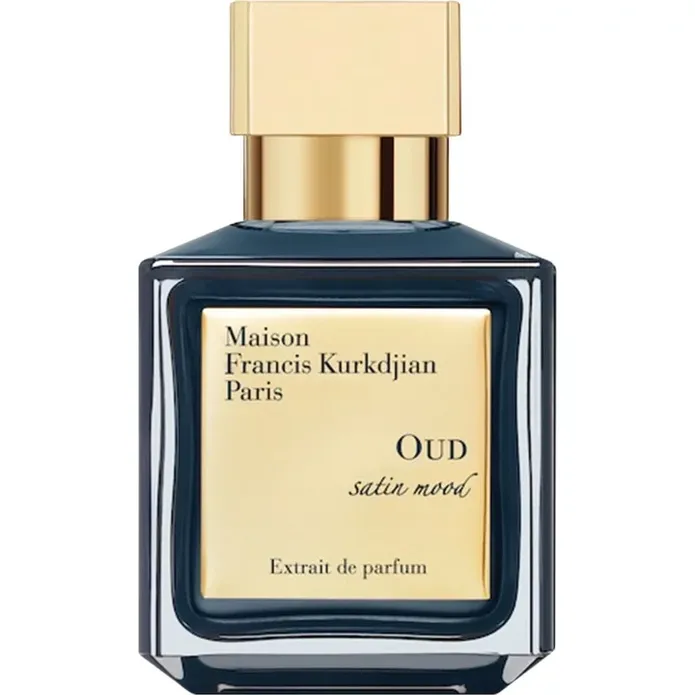 Maison
Francis Kurkdjian
Paris
OUD
satin mood
Extrait de parfum